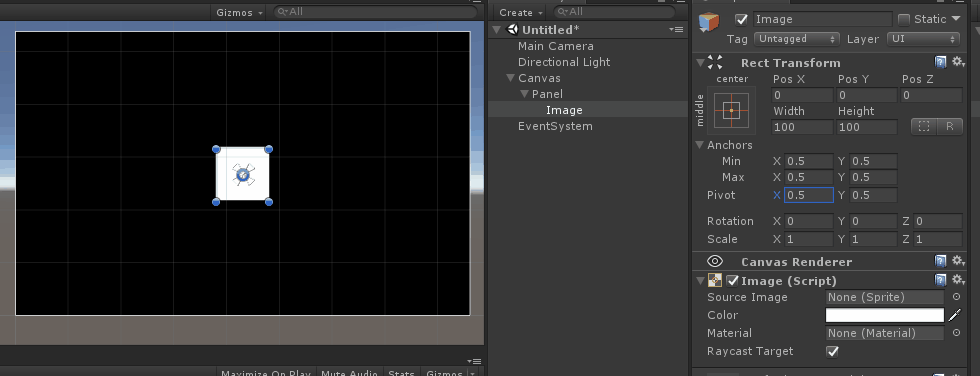 Gizmos All
Maximize On Play Mute Audio Stats Gizmos
Create All
Untitled*
Main Camera
Directional Light
Canvas
Panel
Image
EventSystem
Image Static
Tag Untagged Layer UI
Rect Transform
center Pos X Pos Y Pos Z
middle 0 0 0
Width Height
100 100 R
Anchors
Min X 0.5 Y 0.5
Max X 0.5 Y 0.5
Pivot X 0.5 Y 0.5
Rotation X 0 Y 0 Z 0
Scale X 1 Y 1 Z 1
Canvas Renderer
Image (Script)
Source Image None (Sprite)
Color
Material None (Material)
Raycast Target